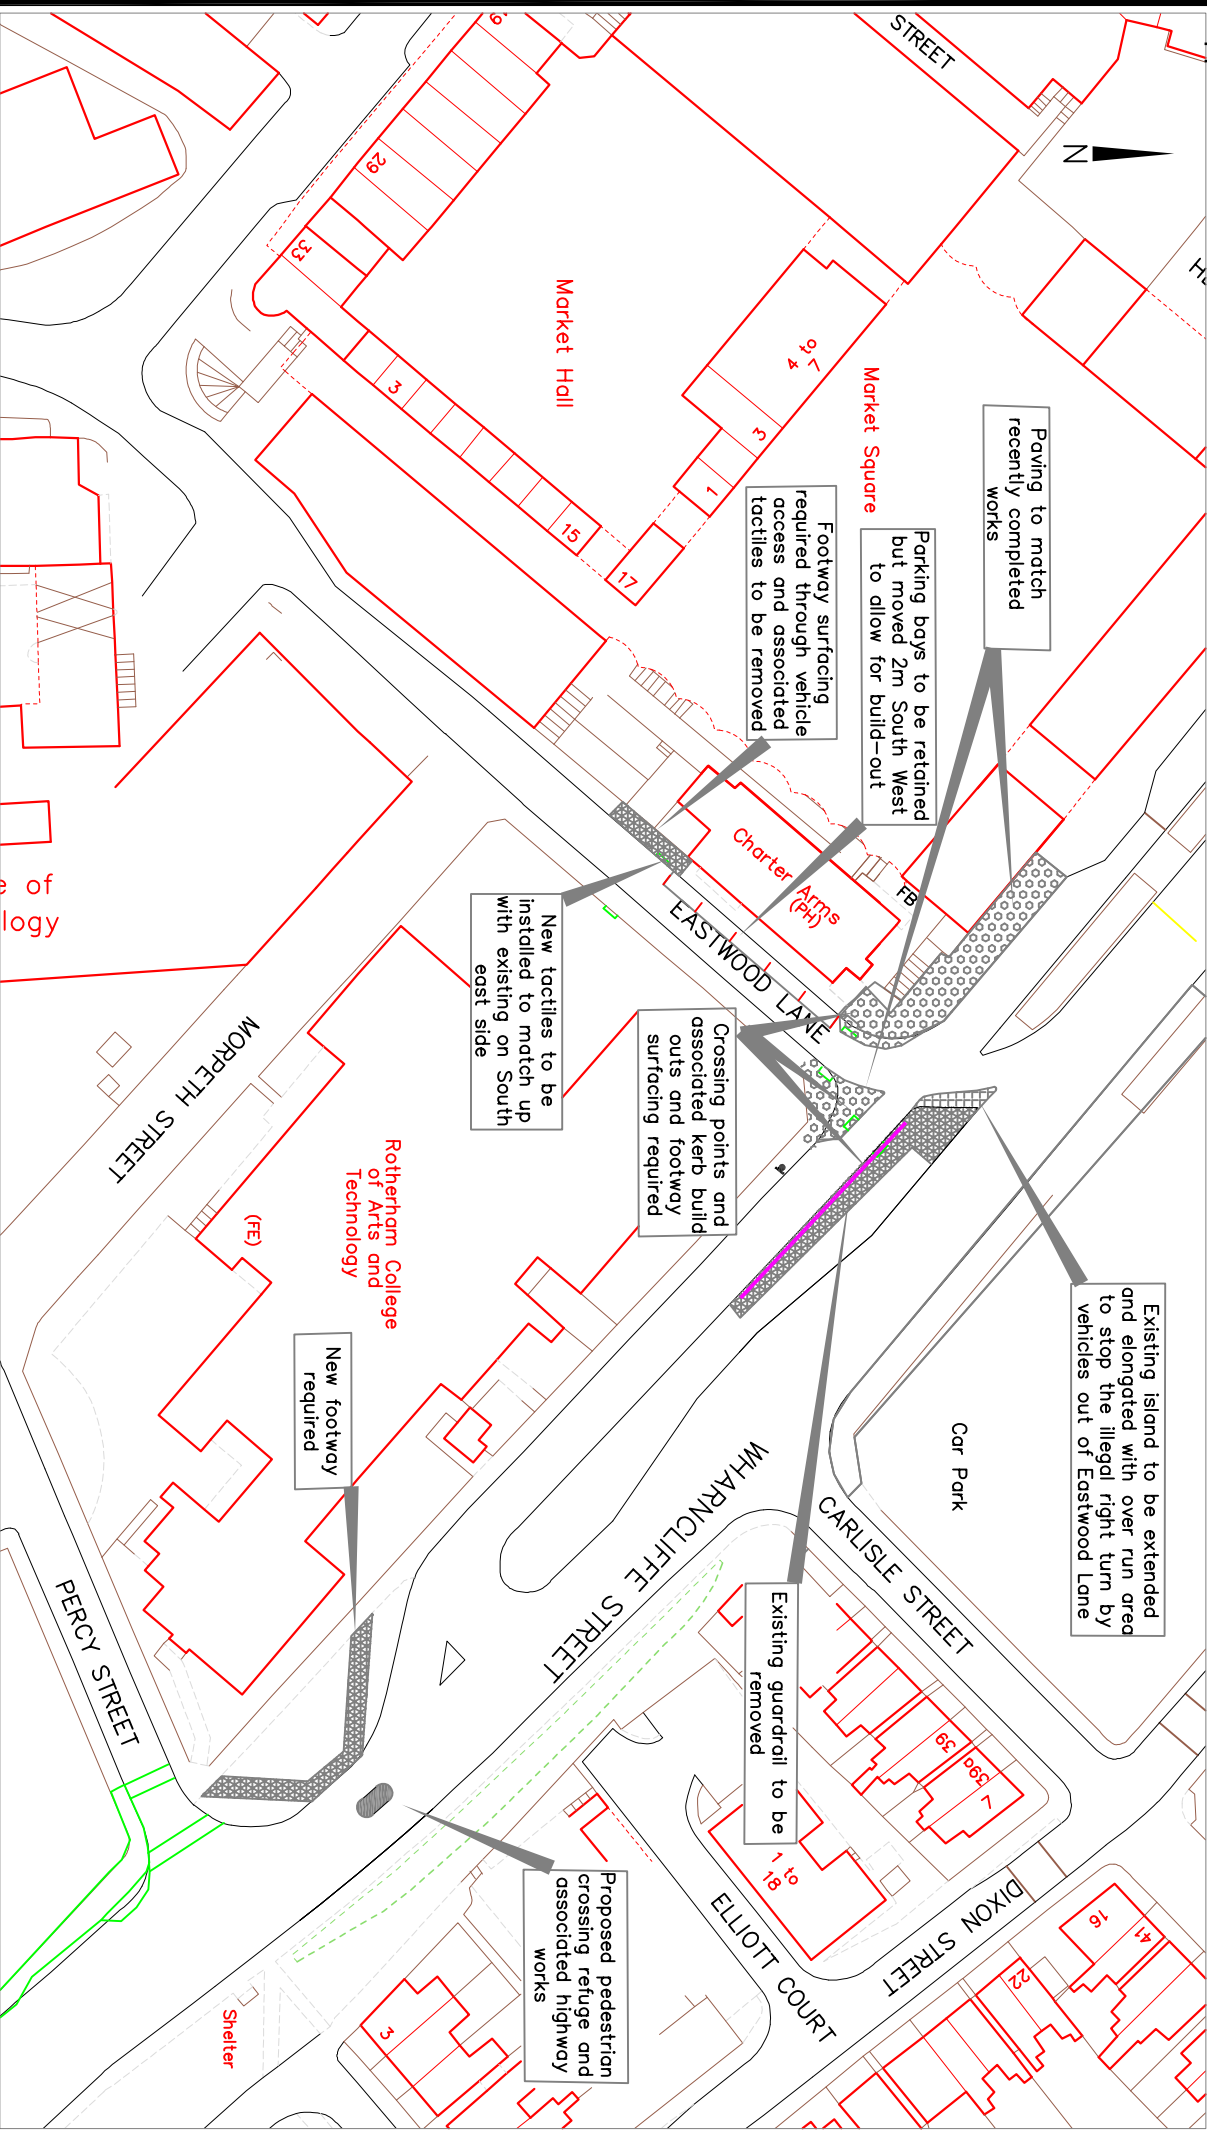 STREET
N
Market Hall
Market Square
29
33
3
15
17
4 to 7
3
1
Paving to match
recently completed
works
Parking bays to be retained
but moved 2m South West
to allow for build-out
Footway surfacing
required through vehicle
access and associated
tactiles to be removed
Charter Arms
(PH)
FB
EASTWOOD LANE
New tactiles to be
installed to match up
with existing on South
east side
Crossing points and
associated kerb build
outs and footway
surfacing required
e of
logy
MORPETH STREET
Rotherham College
of Arts and
Technology
(FE)
Existing island to be extended
and elongated with over run area
to stop the illegal right turn by
vehicles out of Eastwood Lane
Car Park
New footway
required
WHARNCLIFFE STREET
CARLISLE STREET
PERCY STREET
Existing guardrail to be
removed
39
39a
7
1 to
18
ELLIOTT COURT
DIXON STREET
16
41
22
Proposed pedestrian
crossing refuge and
associated highway
works
3
Shelter